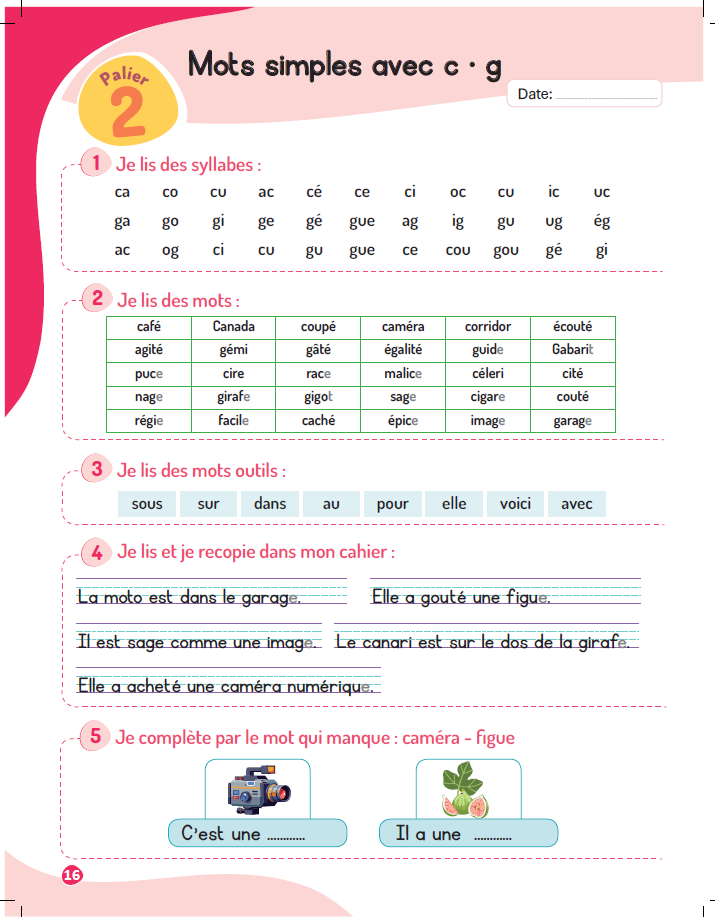 Mots simples avec c · g
Palier
2
Date: ........................................
1 Je lis des syllabes :
ca co cu ac cé ce ci oc cu ic uc
ga go gi ge gé gue ag ig gu ug ég
ac og ci cu gu gue ce cou gou gé gi
2 Je lis des mots :
café Canada coupé caméra corridor écouté
agité gémi gâté égalité guide Gabarit
puce cire race malice céleri cité
nage girafe gigot sage cigare couté
régie facile caché épice image garage
3 Je lis des mots outils :
sous sur dans au pour elle voici avec
4 Je lis et je recopie dans mon cahier :
La moto est dans le garage. Elle a gouté une figue.
Il est sage comme une image. Le canari est sur le dos de la girafe.
Elle a acheté une caméra numérique.
5 Je complète par le mot qui manque : caméra - figue
C'est une ............ Il a une ............
16